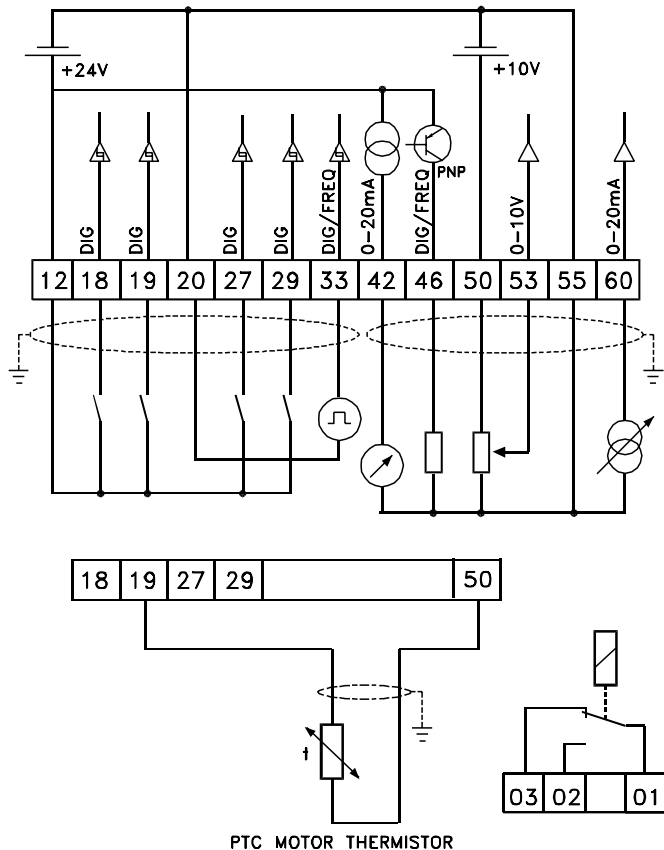 +24V
+10V
DIG
DIG
DIG
DIG
DIG/FREQ
0-20mA
DIG/FREQ
PNP
0-10V
0-20mA
12 18 19 20 27 29 33 42 46 50 53 55 60
18 19 27 29 50
t
03 02 01
PTC MOTOR THERMISTOR